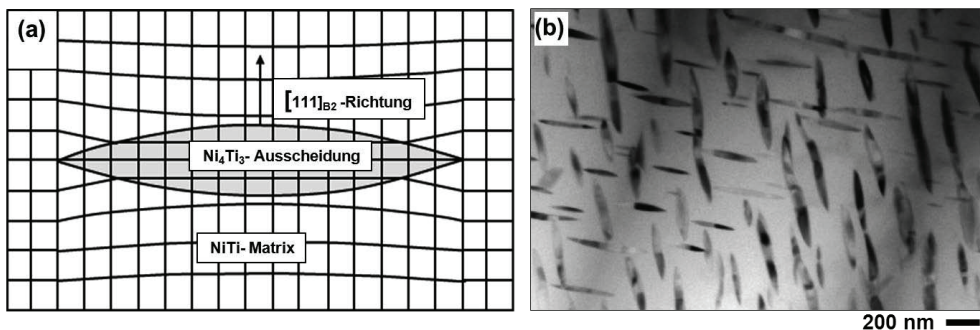 (a)
[111]B2 -Richtung
Ni4Ti3- Ausscheidung
NiTi- Matrix
(b)
200 nm